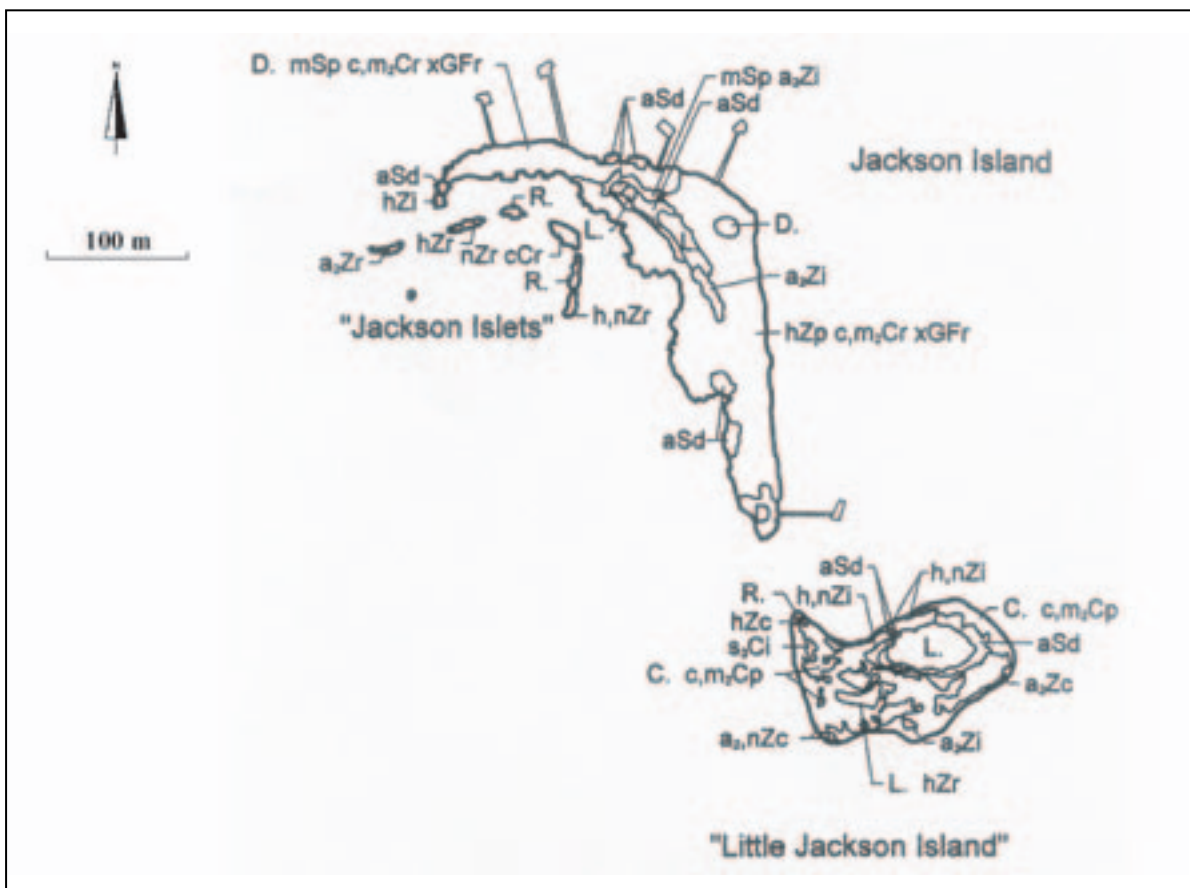 D. mSp c,m₂Cr xGFr
mSp a₂Zi
aSd
aSd
Jackson Island
aSd
hZi
R.
D.
L.
100 m
hZr
nZr cCr
L.
a₂Zr
a₂Zi
R.
"Jackson Islets"
h,nZr
hZp c,m₂Cr xGFr
aSd
D
aSd
h,nZi
R.
h,nZi
C. c,m₂Cp
hZc
s₂Ci
L.
aSd
C. c,m₂Cp
a₂Zc
a₂,nZc
a₂Zi
L. hZr
"Little Jackson Island"